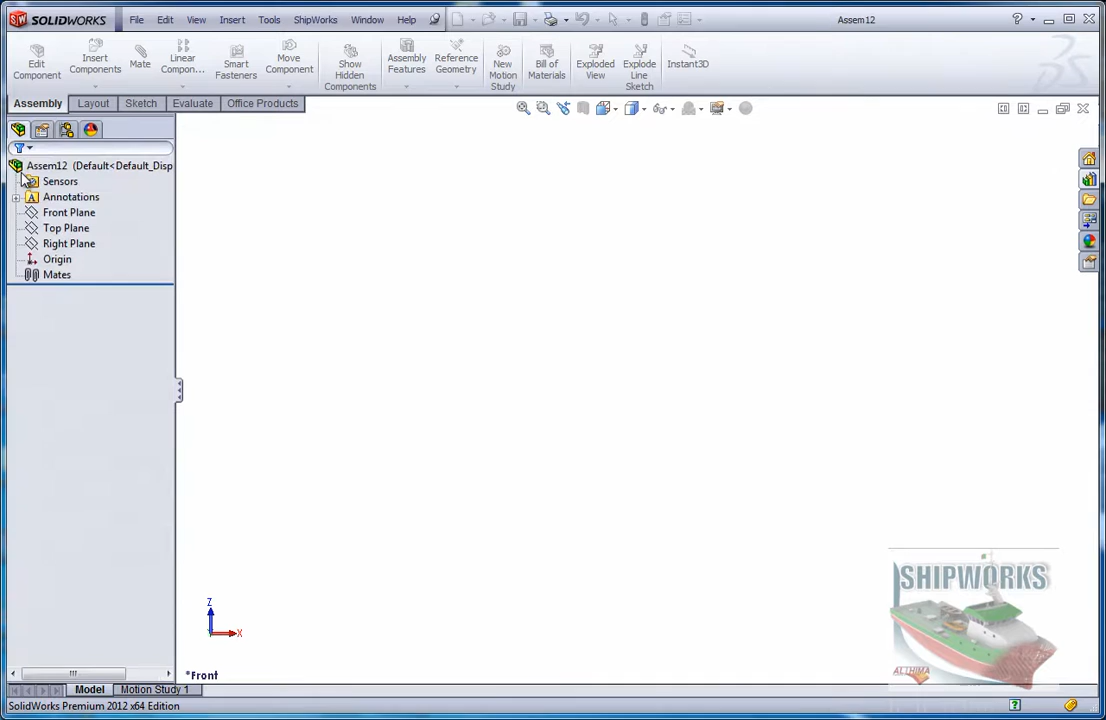 SOLIDWORKS File Edit View Insert Tools ShipWorks Window Help Assem12
Edit Component
Insert Components
Mate
Linear Compon...
Smart Fasteners
Move Component
Show Hidden Components
Assembly Features
Reference Geometry
New Motion Study
Bill of Materials
Exploded View
Explode Line Sketch
Instant3D
Assembly Layout Sketch Evaluate Office Products
Assem12 (Default<Default_Disp
Sensors
A Annotations
Front Plane
Top Plane
Right Plane
Origin
Mates
SHIPWORKS
ALTHIMA
Z
X
*Front
Model Motion Study 1
SolidWorks Premium 2012 x64 Edition